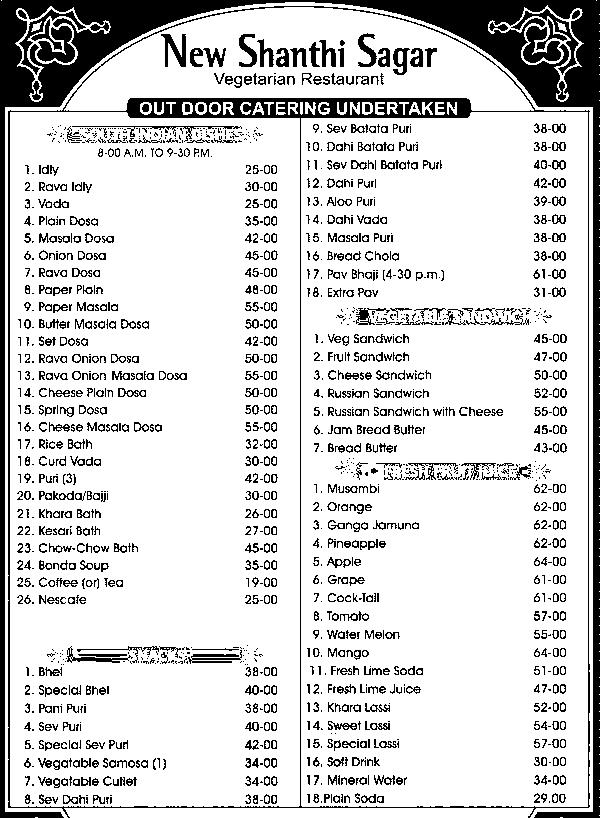 New Shanthi Sagar
Vegetarian Restaurant
OUT DOOR CATERING UNDERTAKEN
SOUTH INDIAN DISHES
8-00 A.M. TO 9-30 P.M.
1. Idly 25-00
2. Rava Idly 30-00
3. Vada 25-00
4. Plain Dosa 35-00
5. Masala Dosa 42-00
6. Onion Dosa 45-00
7. Rava Dosa 45-00
8. Paper Plain 48-00
9. Paper Masala 55-00
10. Butter Masala Dosa 50-00
11. Set Dosa 42-00
12. Rava Onion Dosa 50-00
13. Rava Onion Masala Dosa 55-00
14. Cheese Plain Dosa 50-00
15. Spring Dosa 50-00
16. Cheese Masala Dosa 55-00
17. Rice Bath 32-00
18. Curd Vada 30-00
19. Puri (3) 42-00
20. Pakoda/Bajji 30-00
21. Khara Bath 26-00
22. Kesari Bath 27-00
23. Chow-Chow Bath 45-00
24. Bonda Soup 35-00
25. Coffee (or) Tea 19-00
26. Nescafe 25-00
SNACKS
1. Bhel 38-00
2. Special Bhel 40-00
3. Pani Puri 38-00
4. Sev Puri 40-00
5. Special Sev Puri 42-00
6. Vegatable Samosa (1) 34-00
7. Vegatable Cutlet 34-00
8. Sev Dahi Puri 38-00
9. Sev Batata Puri 38-00
10. Dahi Batata Puri 38-00
11. Sev Dahi Batata Puri 40-00
12. Dahi Puri 42-00
13. Aloo Puri 39-00
14. Dahi Vada 38-00
15. Masala Puri 38-00
16. Bread Chola 38-00
17. Pav Bhaji (4-30 p.m.) 61-00
18. Extra Pav 31-00
VEGETABLE SANDWICH
1. Veg Sandwich 45-00
2. Fruit Sandwich 47-00
3. Cheese Sandwich 50-00
4. Russian Sandwich 52-00
5. Russian Sandwich with Cheese 55-00
6. Jam Bread Butter 45-00
7. Bread Butter 43-00
FRESH FRUIT JUICE
1. Musambi 62-00
2. Orange 62-00
3. Ganga Jamuna 62-00
4. Pineapple 62-00
5. Apple 64-00
6. Grape 61-00
7. Cock-Tail 61-00
8. Tomato 57-00
9. Water Melon 55-00
10. Mango 64-00
11. Fresh Lime Soda 51-00
12. Fresh Lime Juice 47-00
13. Khara Lassi 52-00
14. Sweet Lassi 54-00
15. Special Lassi 57-00
16. Soft Drink 30-00
17. Mineral Water 34-00
18.Plain Soda 29.00